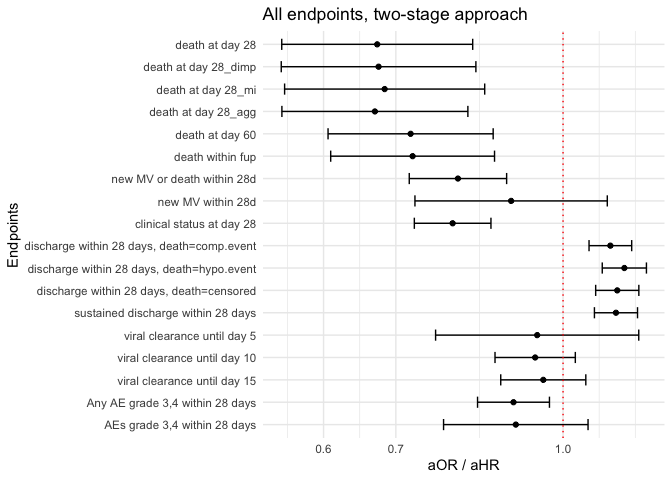 All endpoints, two-stage approach
Endpoints
death at day 28
death at day 28_dimp
death at day 28_mi
death at day 28_agg
death at day 60
death within fup
new MV or death within 28d
new MV within 28d
clinical status at day 28
discharge within 28 days, death=comp.event
discharge within 28 days, death=hypo.event
discharge within 28 days, death=censored
sustained discharge within 28 days
viral clearance until day 5
viral clearance until day 10
viral clearance until day 15
Any AE grade 3,4 within 28 days
AEs grade 3,4 within 28 days
0.6 0.7 1.0
aOR / aHR